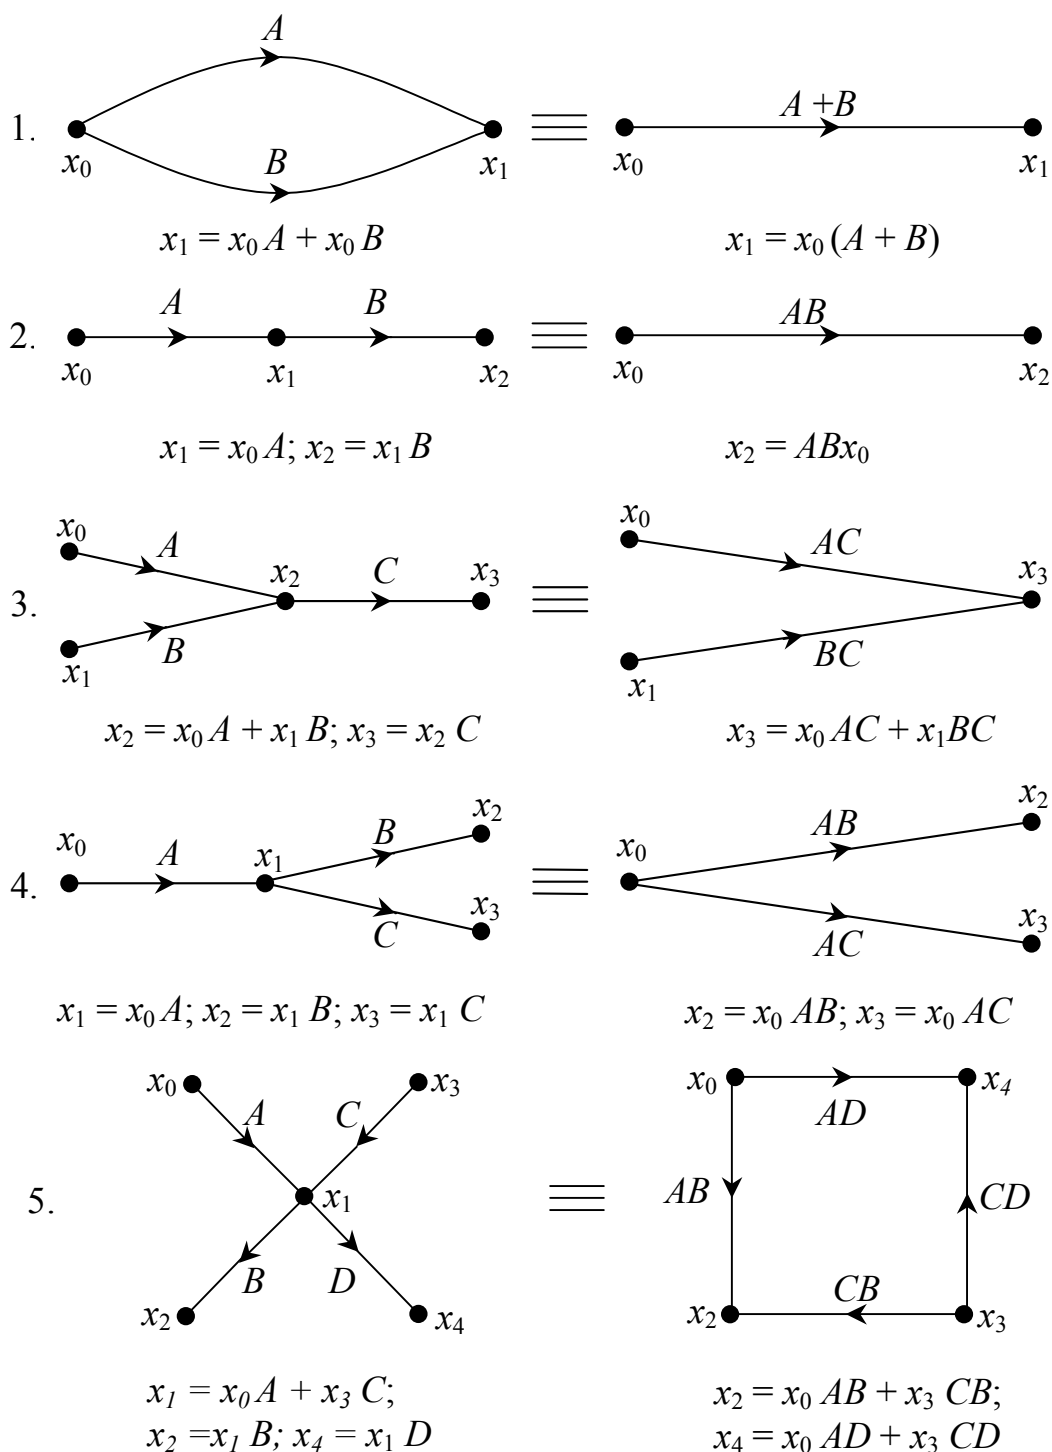 A
1. x₀ B x₁ ≡ x₀ A +B x₁
x₁ = x₀ A + x₀ B x₁ = x₀ (A + B)
A B AB
2. x₀ x₁ x₂ ≡ x₀ x₂
x₁ = x₀ A; x₂ = x₁ B x₂ = ABx₀
x₀ A x₂ C x₃ x₀ AC x₃
3. ≡
x₁ B x₁ BC
x₂ = x₀ A + x₁ B; x₃ = x₂ C x₃ = x₀ AC + x₁BC
x₀ A x₁ B x₂ x₀ AB x₂
4. ≡
C x₃ AC x₃
x₁ = x₀ A; x₂ = x₁ B; x₃ = x₁ C x₂ = x₀ AB; x₃ = x₀ AC
x₀ x₃ x₀ x₄
A C AD
5. x₁ ≡ AB CD
B D CB
x₂ x₄ x₂ x₃
x₁ = x₀ A + x₃ C; x₂ = x₀ AB + x₃ CB;
x₂ =x₁ B; x₄ = x₁ D x₄ = x₀ AD + x₃ CD